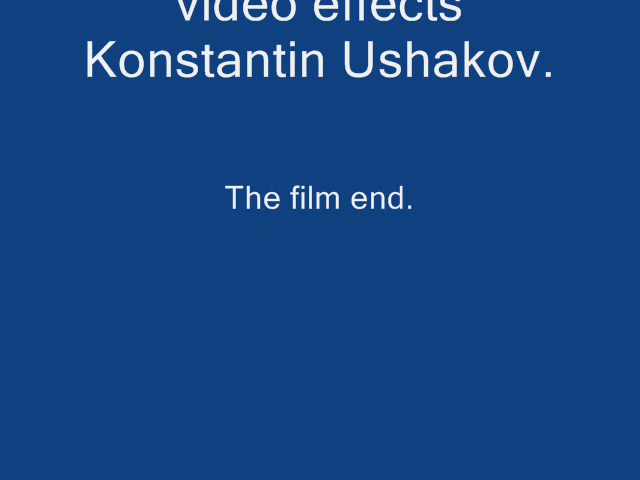 video effects
Konstantin Ushakov.
The film end.